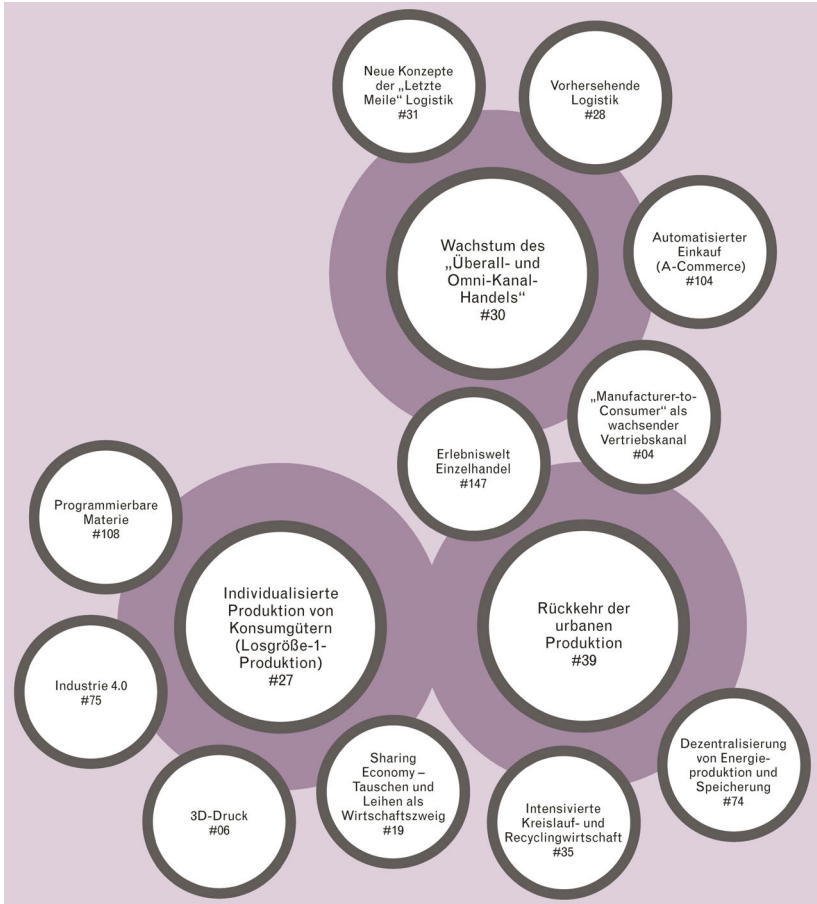 Neue Konzepte
der „Letzte
Meile“ Logistik
#31
Vorhersehende
Logistik
#28
Wachstum des
„Überall- und
Omni-Kanal-
Handels“
#30
Automatisierter
Einkauf
(A-Commerce)
#104
„Manufacturer-to-
Consumer“ als
wachsender
Vertriebskanal
#04
Erlebniswelt
Einzelhandel
#147
Programmierbare
Materie
#108
Individualisierte
Produktion von
Konsumgütern
(Losgröße-1-
Produktion)
#27
Rückkehr der
urbanen
Produktion
#39
Industrie 4.0
#75
3D-Druck
#06
Sharing
Economy –
Tauschen und
Leihen als
Wirtschaftszweig
#19
Intensivierte
Kreislauf- und
Recyclingwirtschaft
#35
Dezentralisierung
von Energie-
produktion und
Speicherung
#74